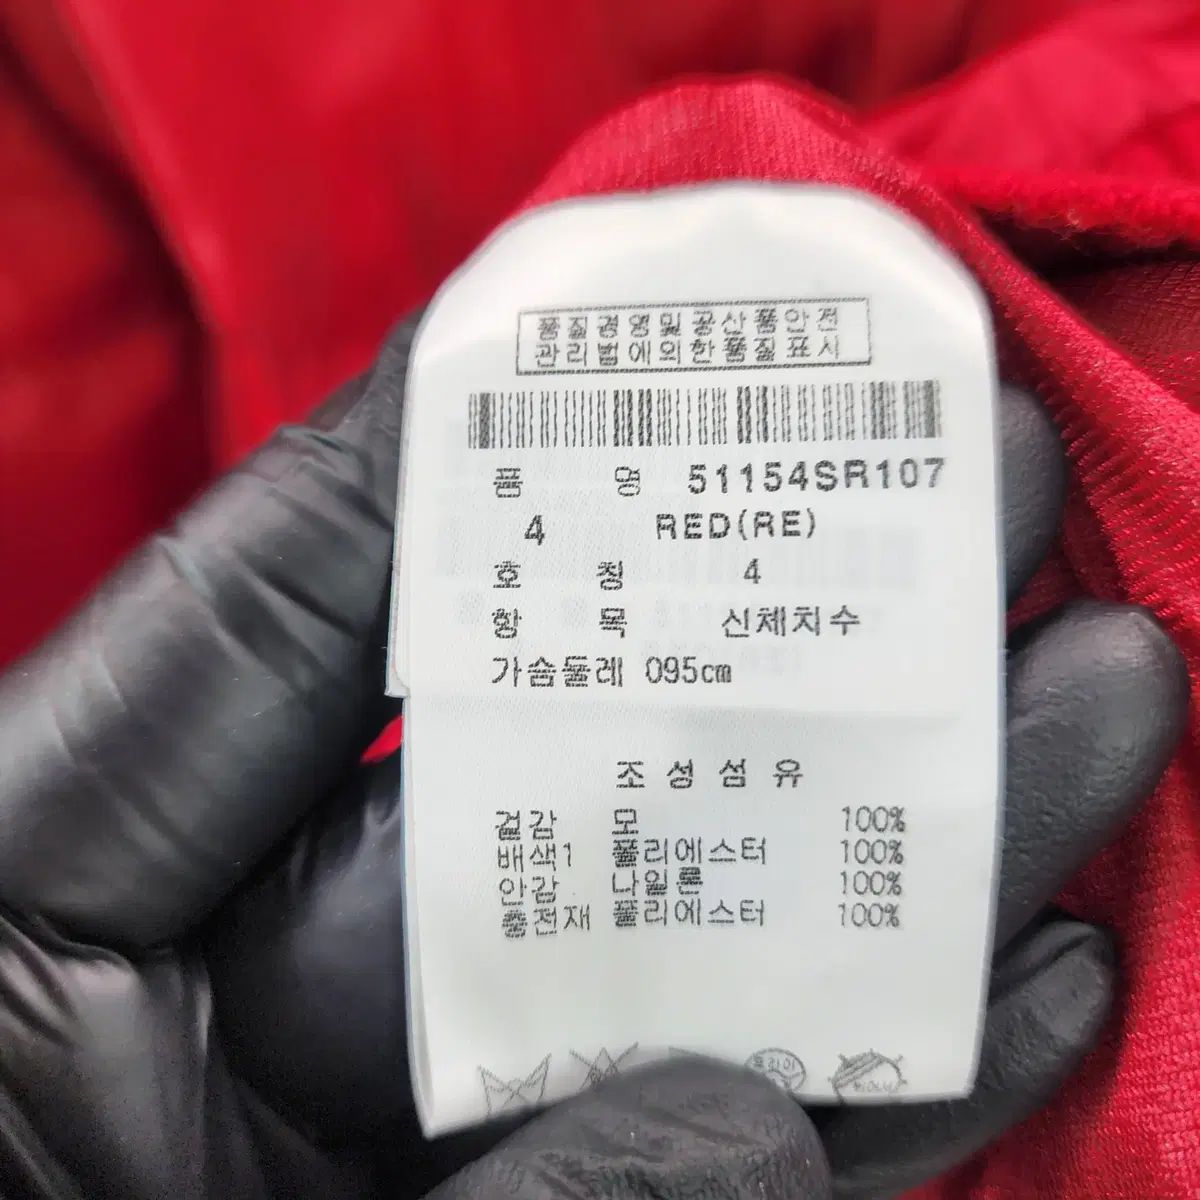 품질경영및공산품안전
관리법에의한품질표시
품 명 51154SR107
4 RED(RE)
호 칭 4
항 목 신체치수
가슴둘레 095cm
조성섬유
겉감 모 100%
배색1 폴리에스터 100%
안감 나일론 100%
충전재 폴리에스터 100%
드라이